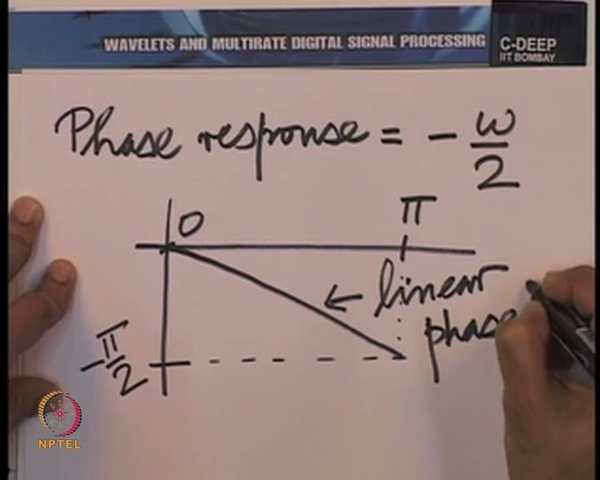 WAVELETS AND MULTIRATE DIGITAL SIGNAL PROCESSING
C-DEEP
IIT BOMBAY
Phase response = - ω/2
0
π
linear
phase
-π/2
NPTEL